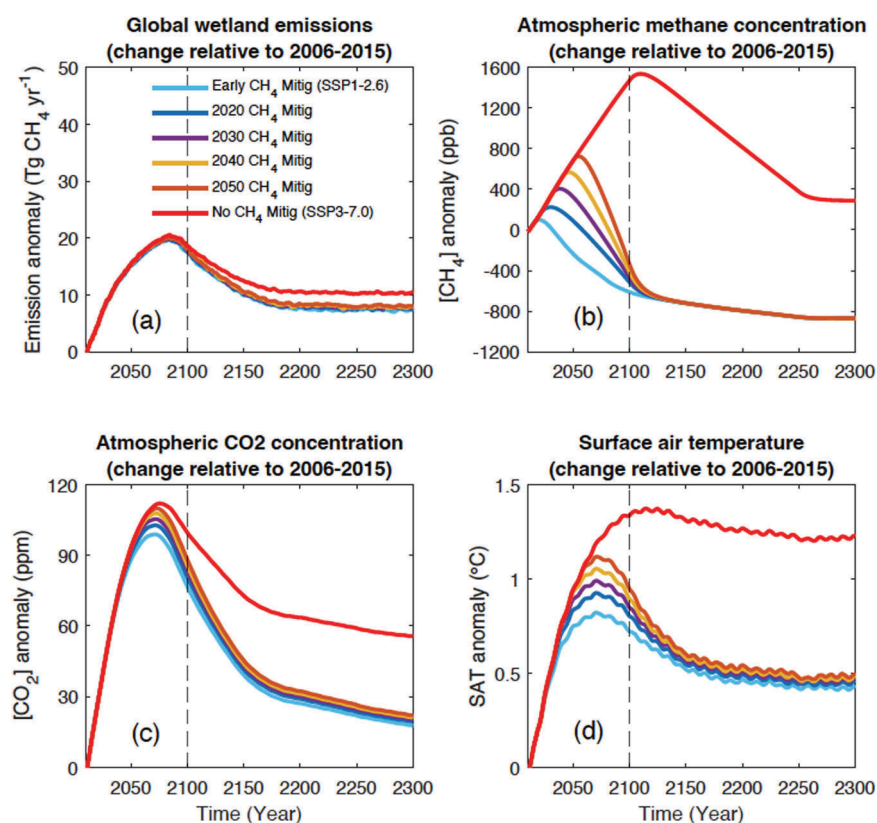 Global wetland emissions
(change relative to 2006-2015)
Emission anomaly (Tg CH4 yr-1)
50
40
30
20
10
0
Early CH4 Mitig (SSP1-2.6)
2020 CH4 Mitig
2030 CH4 Mitig
2040 CH4 Mitig
2050 CH4 Mitig
No CH4 Mitig (SSP3-7.0)
(a)
2050 2100 2150 2200 2250 2300
Atmospheric methane concentration
(change relative to 2006-2015)
[CH4] anomaly (ppb)
1600
1200
800
400
0
-400
-800
-1200
(b)
2050 2100 2150 2200 2250 2300
Atmospheric CO2 concentration
(change relative to 2006-2015)
[CO2] anomaly (ppm)
120
90
60
30
0
(c)
2050 2100 2150 2200 2250 2300
Time (Year)
Surface air temperature
(change relative to 2006-2015)
SAT anomaly (ºC)
1.5
1
0.5
0
(d)
2050 2100 2150 2200 2250 2300
Time (Year)